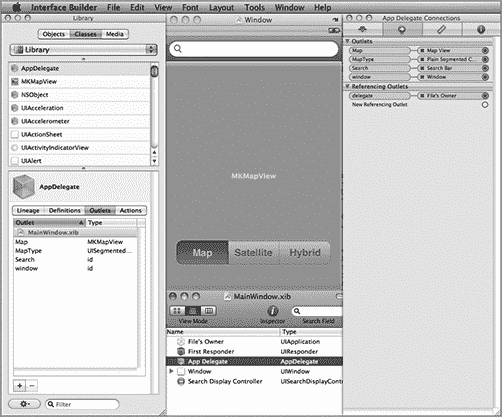 Interface Builder File Edit View Font Layout Tools Window Help
Library
Objects Classes Media
Library
AppDelegate
MKMapView
NSObject
UIAcceleration
UIAccelerometer
UIActionSheet
UIActivityIndicatorView
UIAlert
AppDelegate
Lineage Definitions Outlets Actions
Outlet Type
MainWindow.xib
Map MKMapView
MapType UISegmented...
Search id
window id
Filter
Window
MKMapView
Map Satellite Hybrid
MainWindow.xib
View Mode Inspector Search Field
Name Type
File's Owner UIApplication
First Responder UIResponder
App Delegate AppDelegate
Window UIWindow
Search Display Controller UISearchDisplayContr
App Delegate Connections
Outlets
Map Map View
MapType Plain Segmented C...
Search Search Bar
window Window
Referencing Outlets
delegate File's Owner
New Referencing Outlet